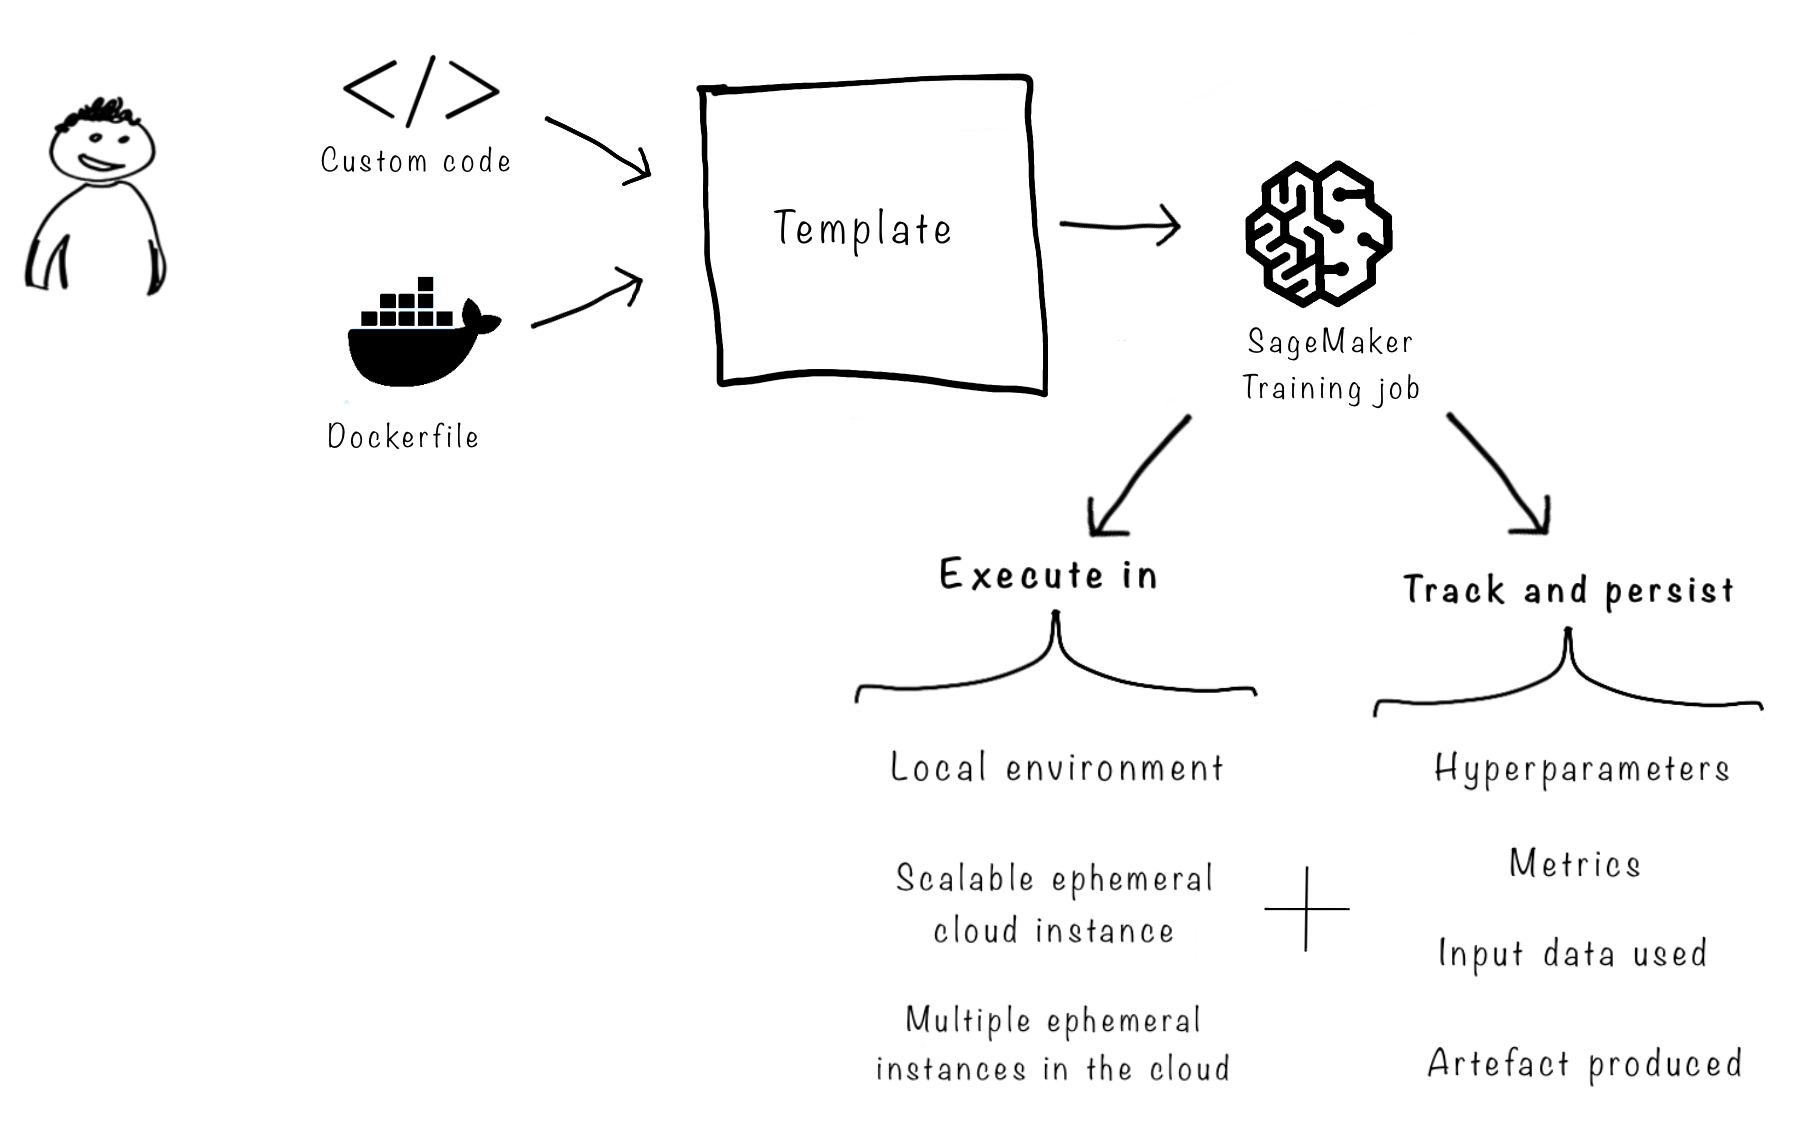 Custom code
Dockerfile
Template
SageMaker
Training job
Execute in
Local environment
Scalable ephemeral
cloud instance
Multiple ephemeral
instances in the cloud
Track and persist
Hyperparameters
Metrics
Input data used
Artefact produced